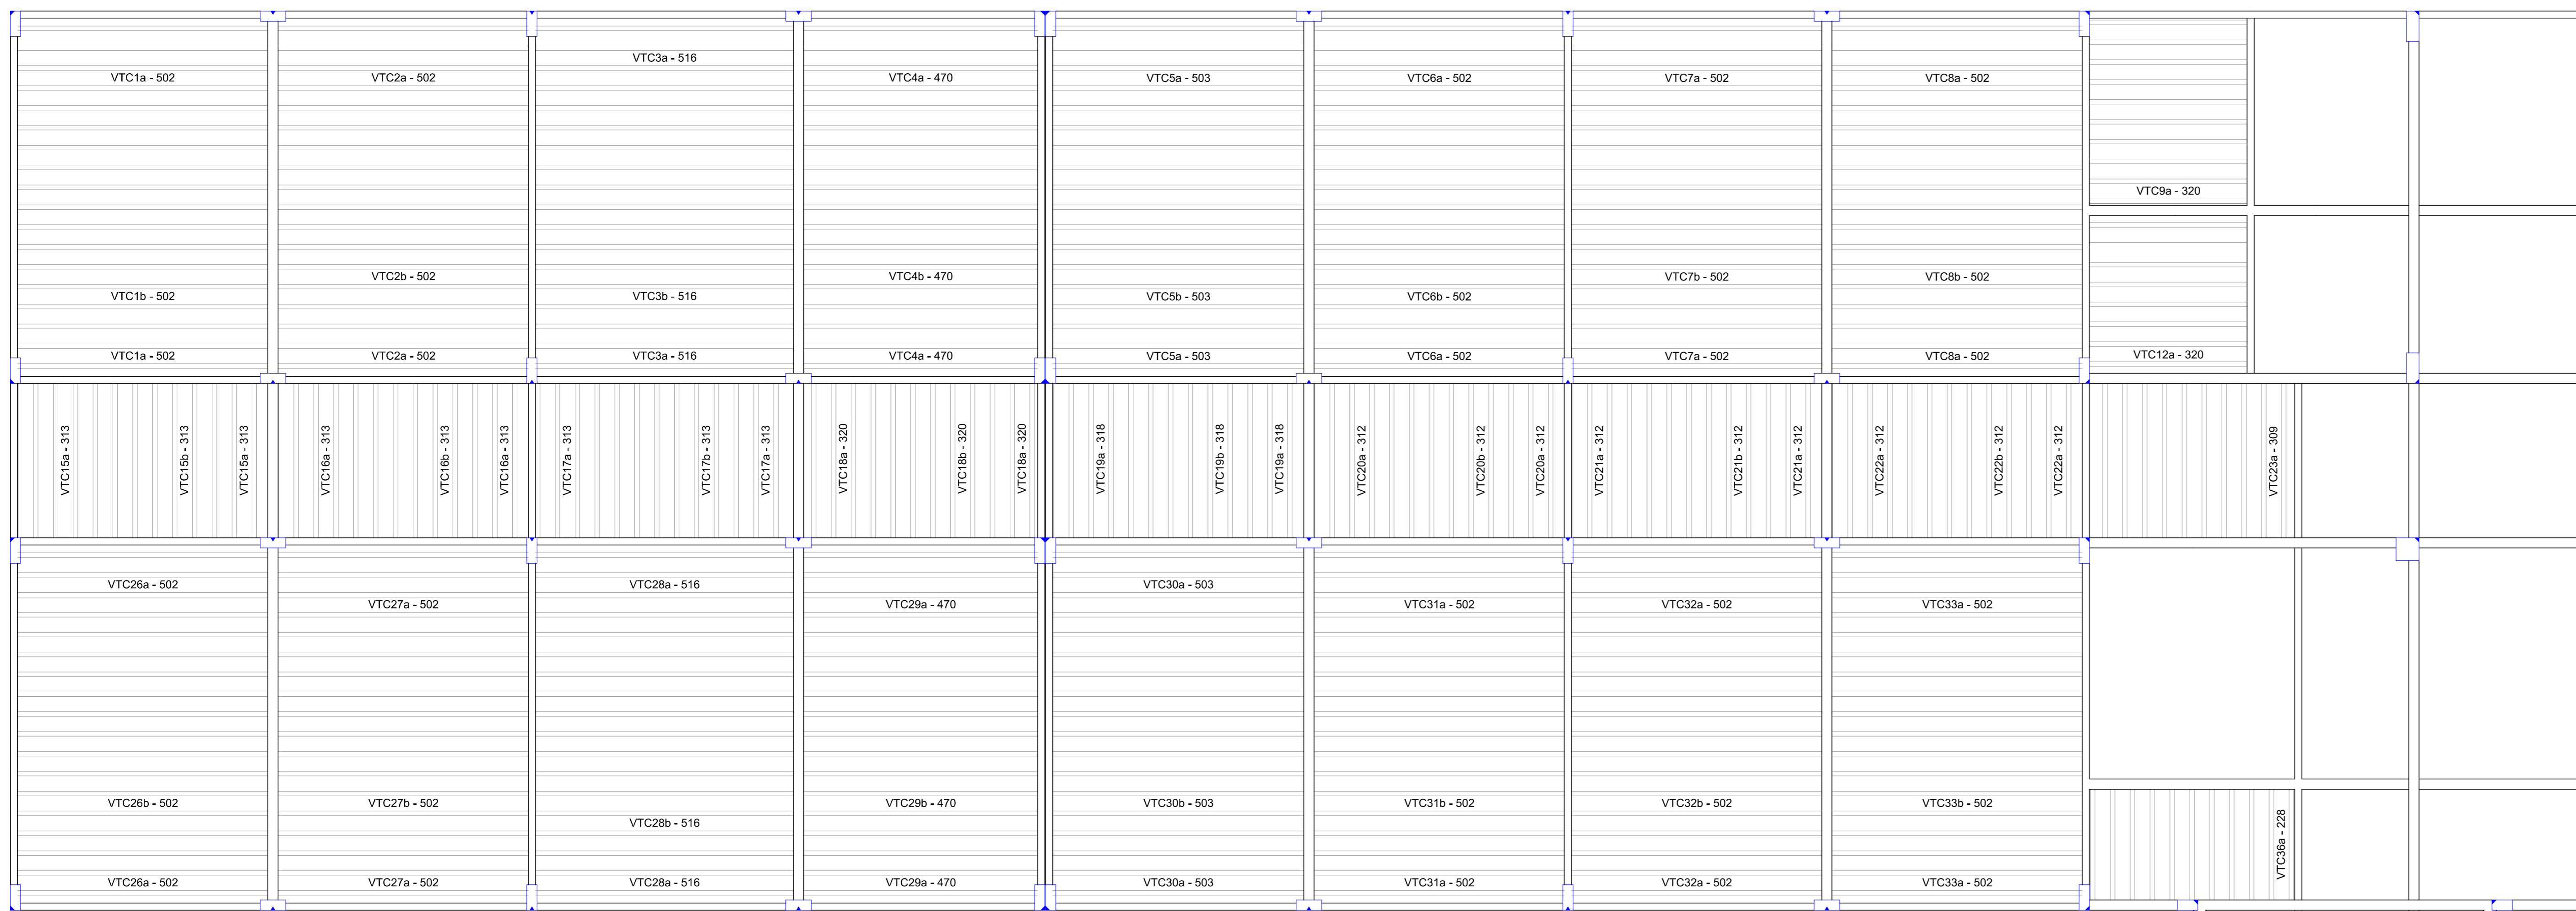 VTC3a - 516
VTC1a - 502
VTC2a - 502
VTC4a - 470
VTC5a - 503
VTC6a - 502
VTC7a - 502
VTC8a - 502
VTC9a - 320
VTC2b - 502
VTC4b - 470
VTC7b - 502
VTC8b - 502
VTC1b - 502
VTC3b - 516
VTC5b - 503
VTC6b - 502
VTC1a - 502
VTC2a - 502
VTC3a - 516
VTC4a - 470
VTC5a - 503
VTC6a - 502
VTC7a - 502
VTC8a - 502
VTC12a - 320
VTC15a - 313
VTC15b - 313
VTC15a - 313
VTC16a - 313
VTC16b - 313
VTC16a - 313
VTC17a - 313
VTC17b - 313
VTC17a - 313
VTC18a - 320
VTC18b - 320
VTC18a - 320
VTC19a - 318
VTC19b - 318
VTC19a - 318
VTC20a - 312
VTC20b - 312
VTC20a - 312
VTC21a - 312
VTC21b - 312
VTC21a - 312
VTC22a - 312
VTC22b - 312
VTC22a - 312
VTC23a - 309
VTC26a - 502
VTC28a - 516
VTC30a - 503
VTC27a - 502
VTC29a - 470
VTC31a - 502
VTC32a - 502
VTC33a - 502
VTC26b - 502
VTC27b - 502
VTC29b - 470
VTC30b - 503
VTC31b - 502
VTC32b - 502
VTC33b - 502
VTC28b - 516
VTC36a - 228
VTC26a - 502
VTC27a - 502
VTC28a - 516
VTC29a - 470
VTC30a - 503
VTC31a - 502
VTC32a - 502
VTC33a - 502